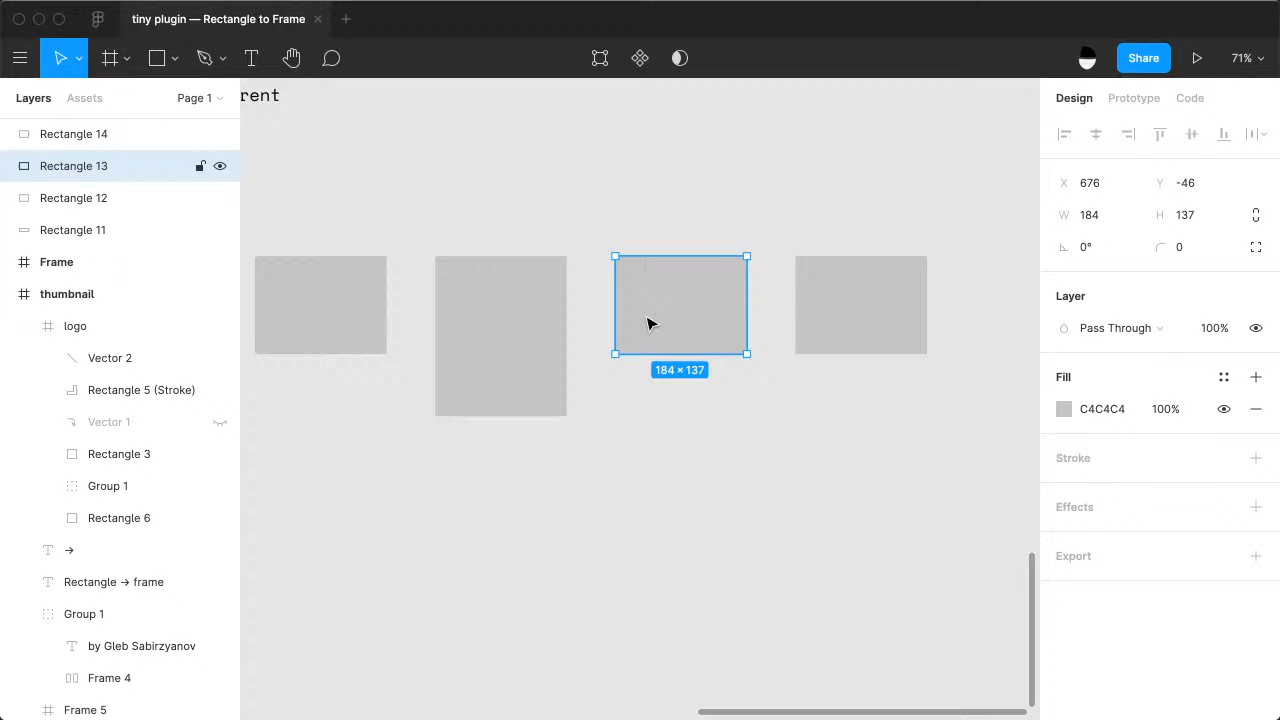 tiny plugin — Rectangle to Frame
Share
71%
Layers
Assets
Page 1
Rectangle 14
Rectangle 13
Rectangle 12
Rectangle 11
Frame
thumbnail
logo
Vector 2
Rectangle 5 (Stroke)
Vector 1
Rectangle 3
Group 1
Rectangle 6
→
Rectangle → frame
Group 1
by Gleb Sabirzyanov
Frame 4
Frame 5
rent
184 × 137
Design
Prototype
Code
X 676 Y -46
W 184 H 137
0° 0
Layer
Pass Through 100%
Fill
C4C4C4 100%
Stroke
Effects
Export